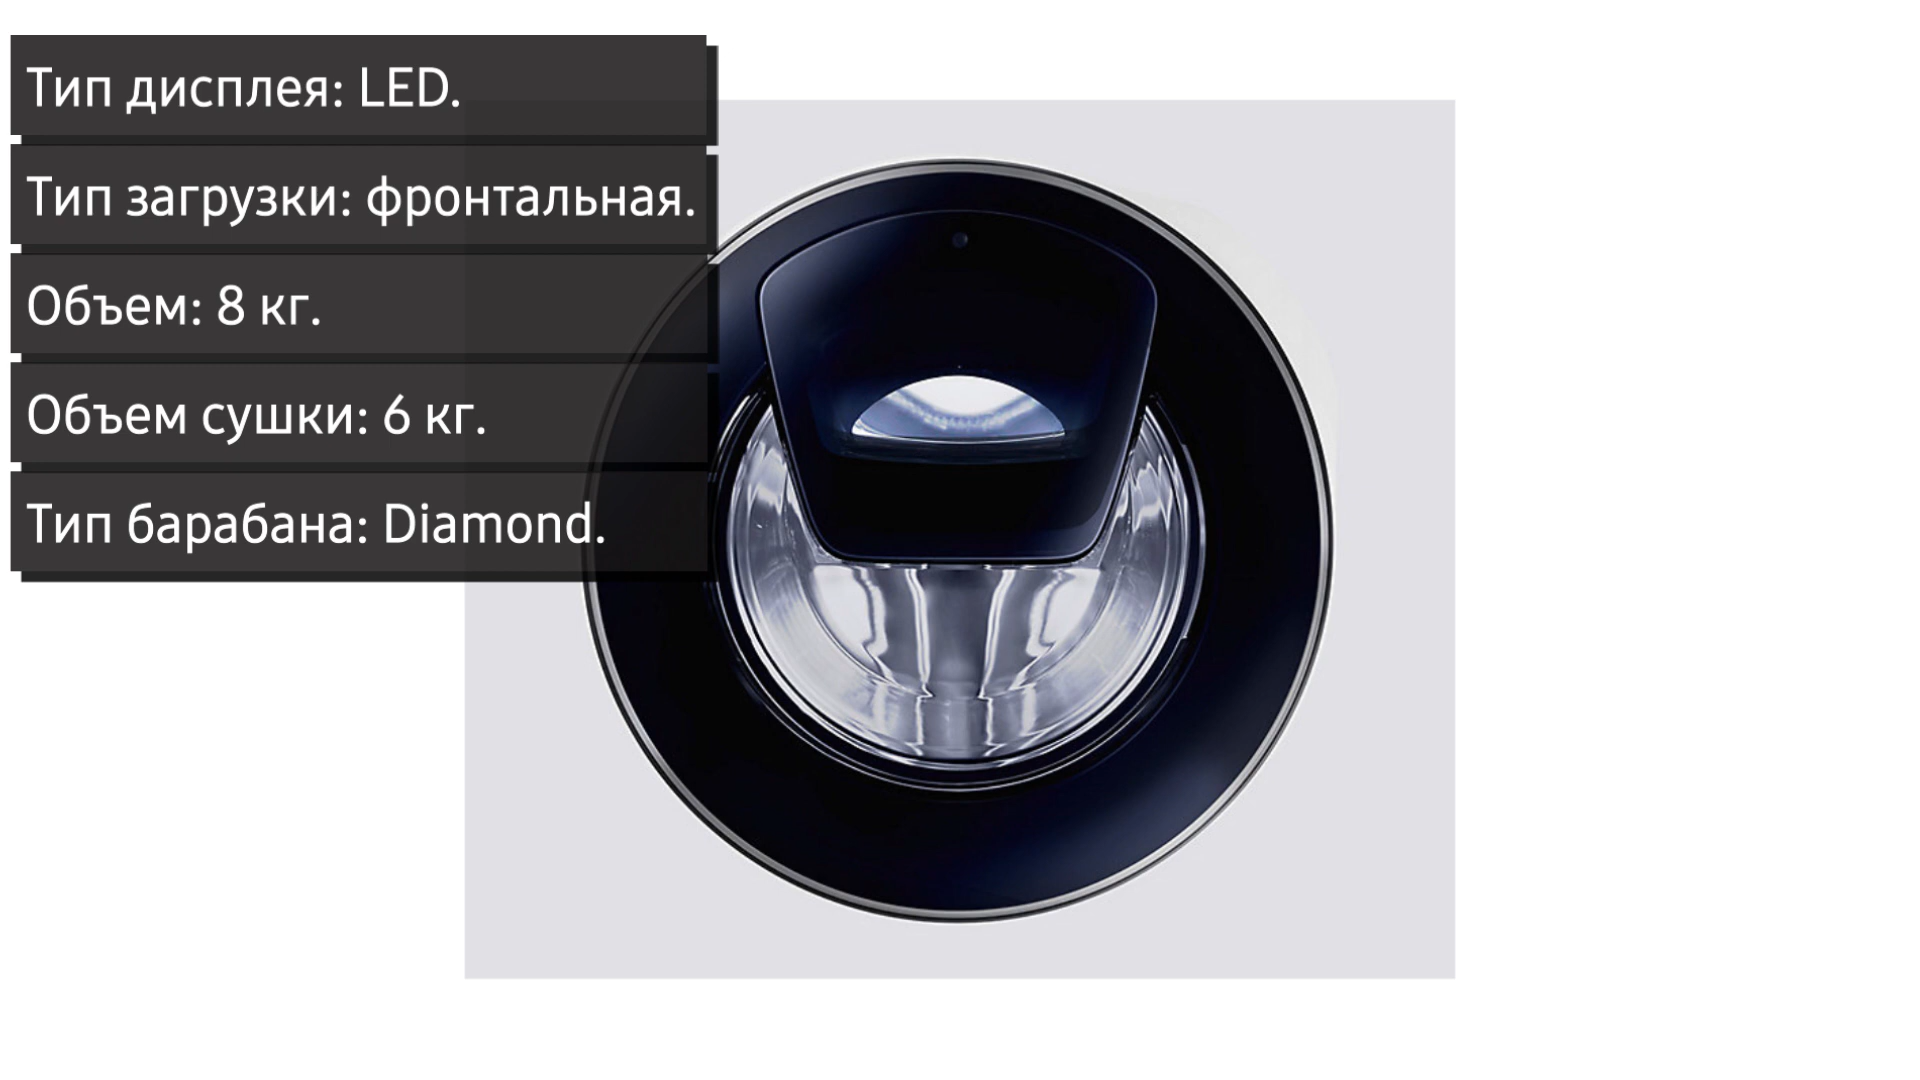 Тип дисплея: LED.
Тип загрузки: фронтальная.
Объем: 8 кг.
Объем сушки: 6 кг.
Тип барабана: Diamond.